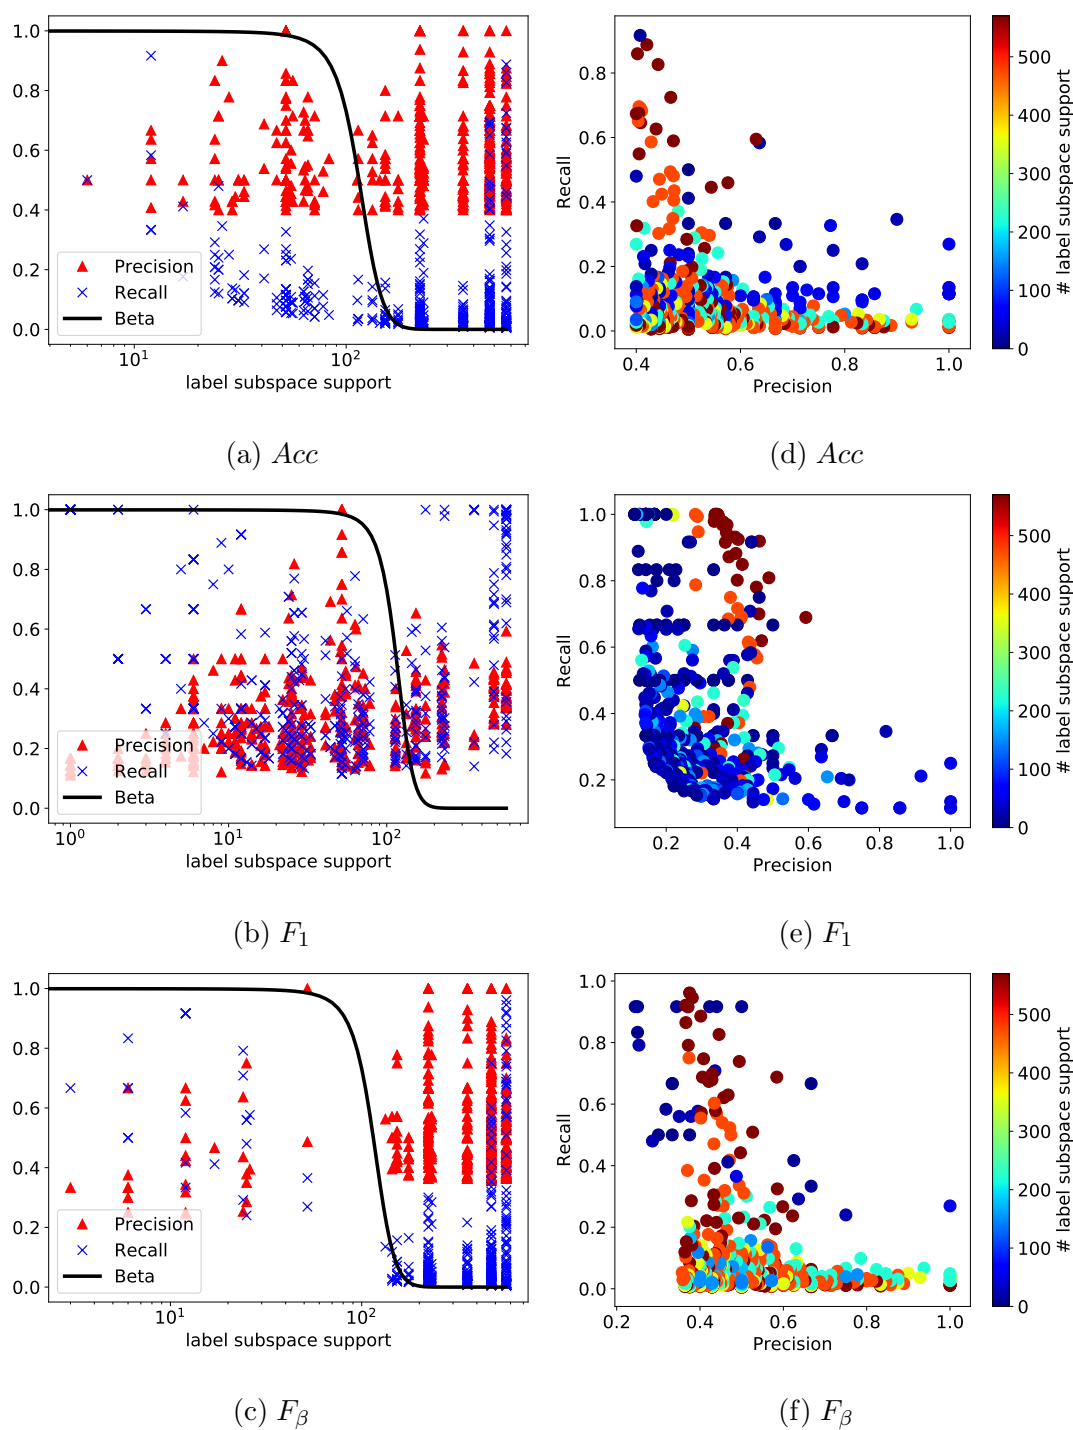 1.0
0.8
0.6
0.4
0.2
0.0
Precision
Recall
Beta
10¹
10²
label subspace support
(a) Acc
0.8
0.6
0.4
0.2
0.0
Recall
0.4
0.6
0.8
1.0
Precision
500
400
300
200
100
0
# label subspace support
(d) Acc
1.0
0.8
0.6
0.4
0.2
0.0
Precision
Recall
Beta
10⁰
10¹
10²
label subspace support
(b) F₁
1.0
0.8
0.6
0.4
0.2
Recall
0.2
0.4
0.6
0.8
1.0
Precision
500
400
300
200
100
0
# label subspace support
(e) F₁
1.0
0.8
0.6
0.4
0.2
0.0
Precision
Recall
Beta
10¹
10²
label subspace support
(c) Fᵦ
1.0
0.8
0.6
0.4
0.2
0.0
Recall
0.2
0.4
0.6
0.8
1.0
Precision
500
400
300
200
100
0
# label subspace support
(f) Fᵦ